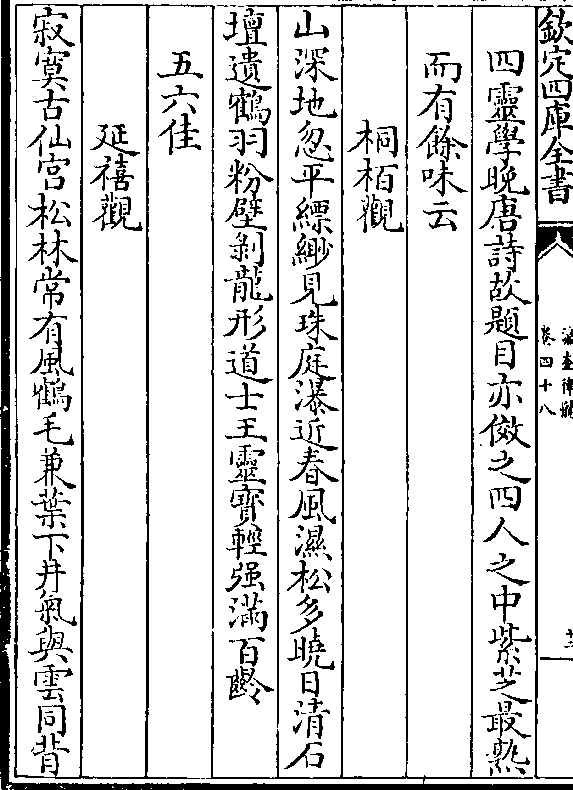 欽定四庫全書
瀛奎律髓
卷四十八
四靈學晚唐詩故題目亦傚之四人之中紫芝最熟
而有餘味云
桐柏觀
山深地忽平縹緲見珠庭瀑近春風濕松多曉日清石
壇遺鶴羽粉壁剝龍形道士王靈寳輕强滿百齡
五六佳
延禧觀
寂寞古仙宫松林常有風鶴毛兼葉下井氣與雲同背